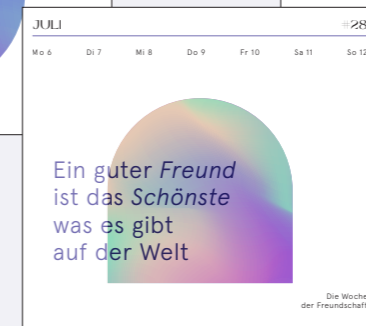 JULI #28
Mo 6 Di 7 Mi 8 Do 9 Fr 10 Sa 11 So 12
Ein guter Freund
ist das Schönste
was es gibt
auf der Welt
Die Woche
der Freundschaft